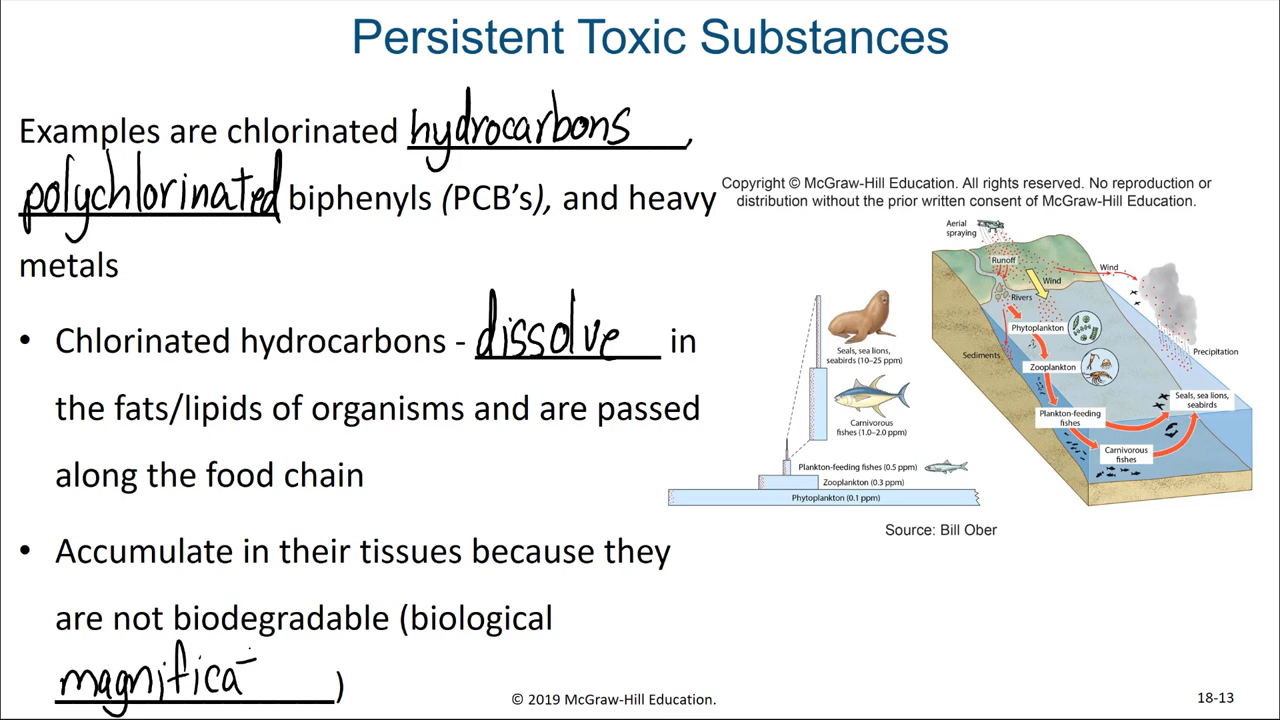 Persistent Toxic Substances
Examples are chlorinated hydrocarbons,
polychlorinated biphenyls (PCB's), and heavy
metals
• Chlorinated hydrocarbons - dissolve in
the fats/lipids of organisms and are passed
along the food chain
• Accumulate in their tissues because they
are not biodegradable (biological
magnifica)
Copyright © McGraw-Hill Education. All rights reserved. No reproduction or
distribution without the prior written consent of McGraw-Hill Education.
Seals, sea lions,
seabirds (10–25 ppm)
Carnivorous
fishes (1.0–2.0 ppm)
Plankton-feeding fishes (0.5 ppm)
Zooplankton (0.3 ppm)
Phytoplankton (0.1 ppm)
Aerial
spraying
Runoff
Wind
Wind
Rivers
Phytoplankton
Sediments
Zooplankton
Precipitation
Plankton-feeding
fishes
Seals, sea lions,
seabirds
Carnivorous
fishes
Source: Bill Ober
© 2019 McGraw-Hill Education.
18-13